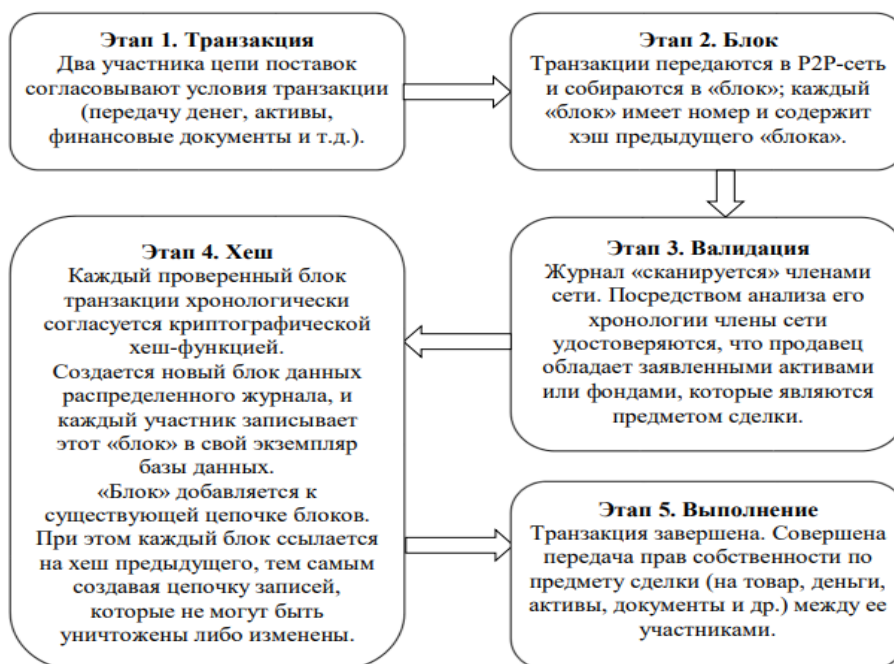 Этап 1. Транзакция
Два участника цепи поставок
согласовывают условия транзакции
(передачу денег, активы,
финансовые документы и т.д.).
Этап 2. Блок
Транзакции передаются в P2P-сеть
и собираются в «блок»; каждый
«блок» имеет номер и содержит
хэш предыдущего «блока».
Этап 3. Валидация
Журнал «сканируется» членами
сети. Посредством анализа его
хронологии члены сети
удостоверяются, что продавец
обладает заявленными активами
или фондами, которые являются
предметом сделки.
Этап 4. Хеш
Каждый проверенный блок
транзакции хронологически
согласуется криптографической
хеш-функцией.
Создается новый блок данных
распределенного журнала, и
каждый участник записывает
этот «блок» в свой экземпляр
базы данных.
«Блок» добавляется к
существующей цепочке блоков.
При этом каждый блок ссылается
на хеш предыдущего, тем самым
создавая цепочку записей,
которые не могут быть
уничтожены либо изменены.
Этап 5. Выполнение
Транзакция завершена. Совершена
передача прав собственности по
предмету сделки (на товар, деньги,
активы, документы и др.) между ее
участниками.